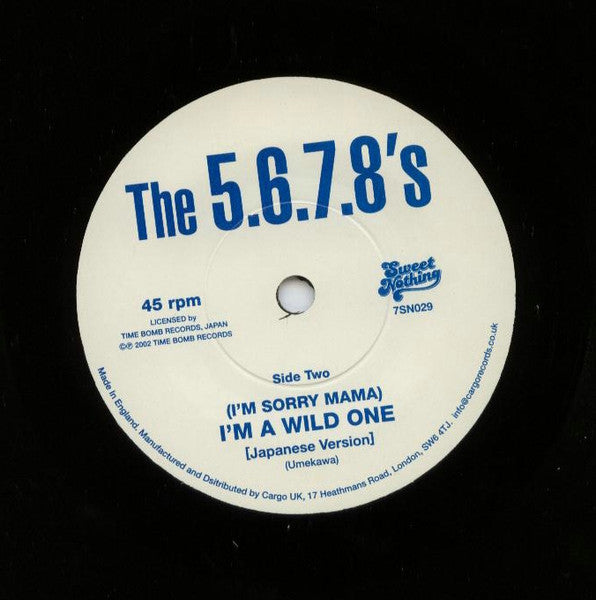 The 5.6.7.8's
Sweet
Nothing
7SN029
45 rpm
LICENSED by
TIME BOMB RECORDS, JAPAN
©℗ 2002 TIME BOMB RECORDS
Side Two
(I'M SORRY MAMA)
I'M A WILD ONE
[Japanese Version]
(Umekawa)
Made in England. Manufactured and Dsitributed by Cargo UK, 17 Heathmans Road, London, SW6 4TJ. info@cargorecords.co.uk